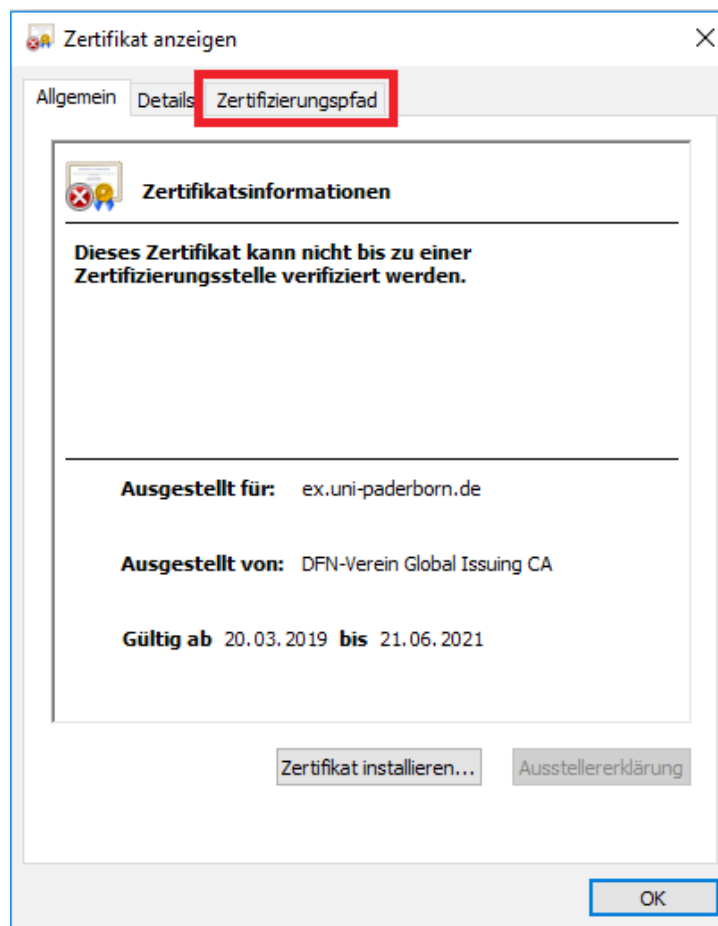 Zertifikat anzeigen
Allgemein Details Zertifizierungspfad
Zertifikatsinformationen
Dieses Zertifikat kann nicht bis zu einer
Zertifizierungsstelle verifiziert werden.
Ausgestellt für: ex.uni-paderborn.de
Ausgestellt von: DFN-Verein Global Issuing CA
Gültig ab 20.03.2019 bis 21.06.2021
Zertifikat installieren... Ausstellererklärung
OK